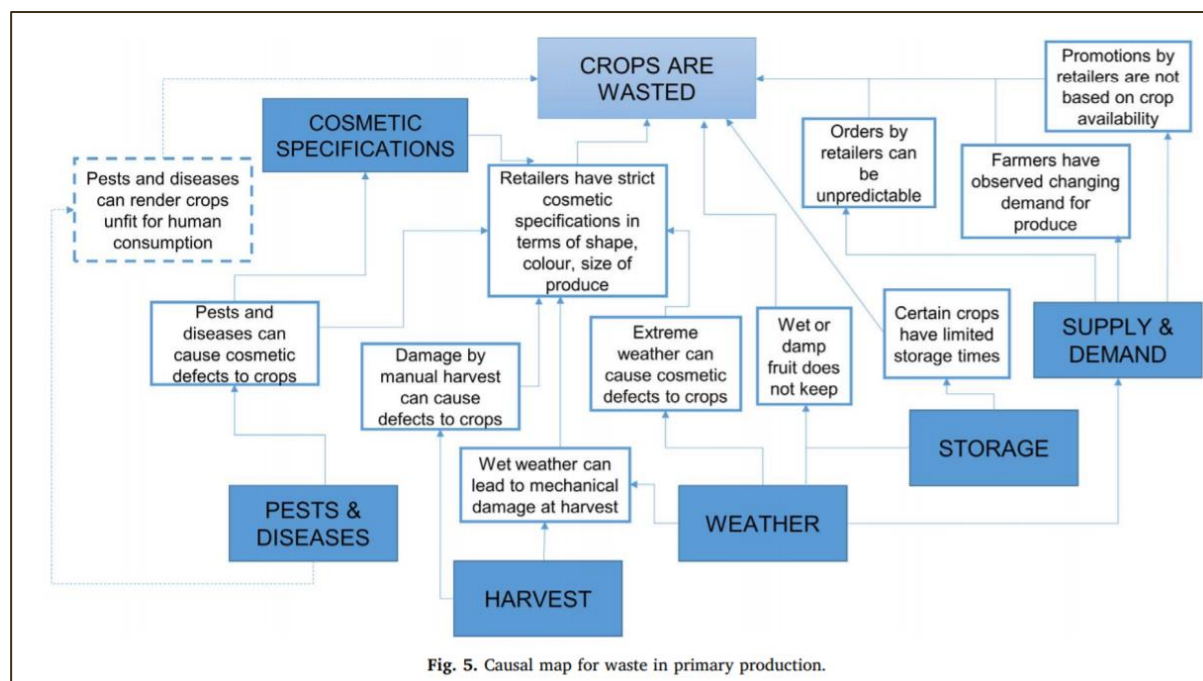 CROPS ARE
WASTED
Promotions by
retailers are not
based on crop
availability
COSMETIC
SPECIFICATIONS
Orders by
retailers can
be
unpredictable
Farmers have
observed changing
demand for
produce
Pests and diseases
can render crops
unfit for human
consumption
Retailers have strict
cosmetic
specifications in
terms of shape,
colour, size of
produce
Pests and
diseases can
cause cosmetic
defects to crops
Damage by
manual harvest
can cause
defects to crops
Extreme
weather can
cause cosmetic
defects to crops
Wet or
damp
fruit does
not keep
Certain crops
have limited
storage times
SUPPLY &
DEMAND
STORAGE
Wet weather can
lead to mechanical
damage at harvest
PESTS &
DISEASES
WEATHER
HARVEST
Fig. 5. Causal map for waste in primary production.